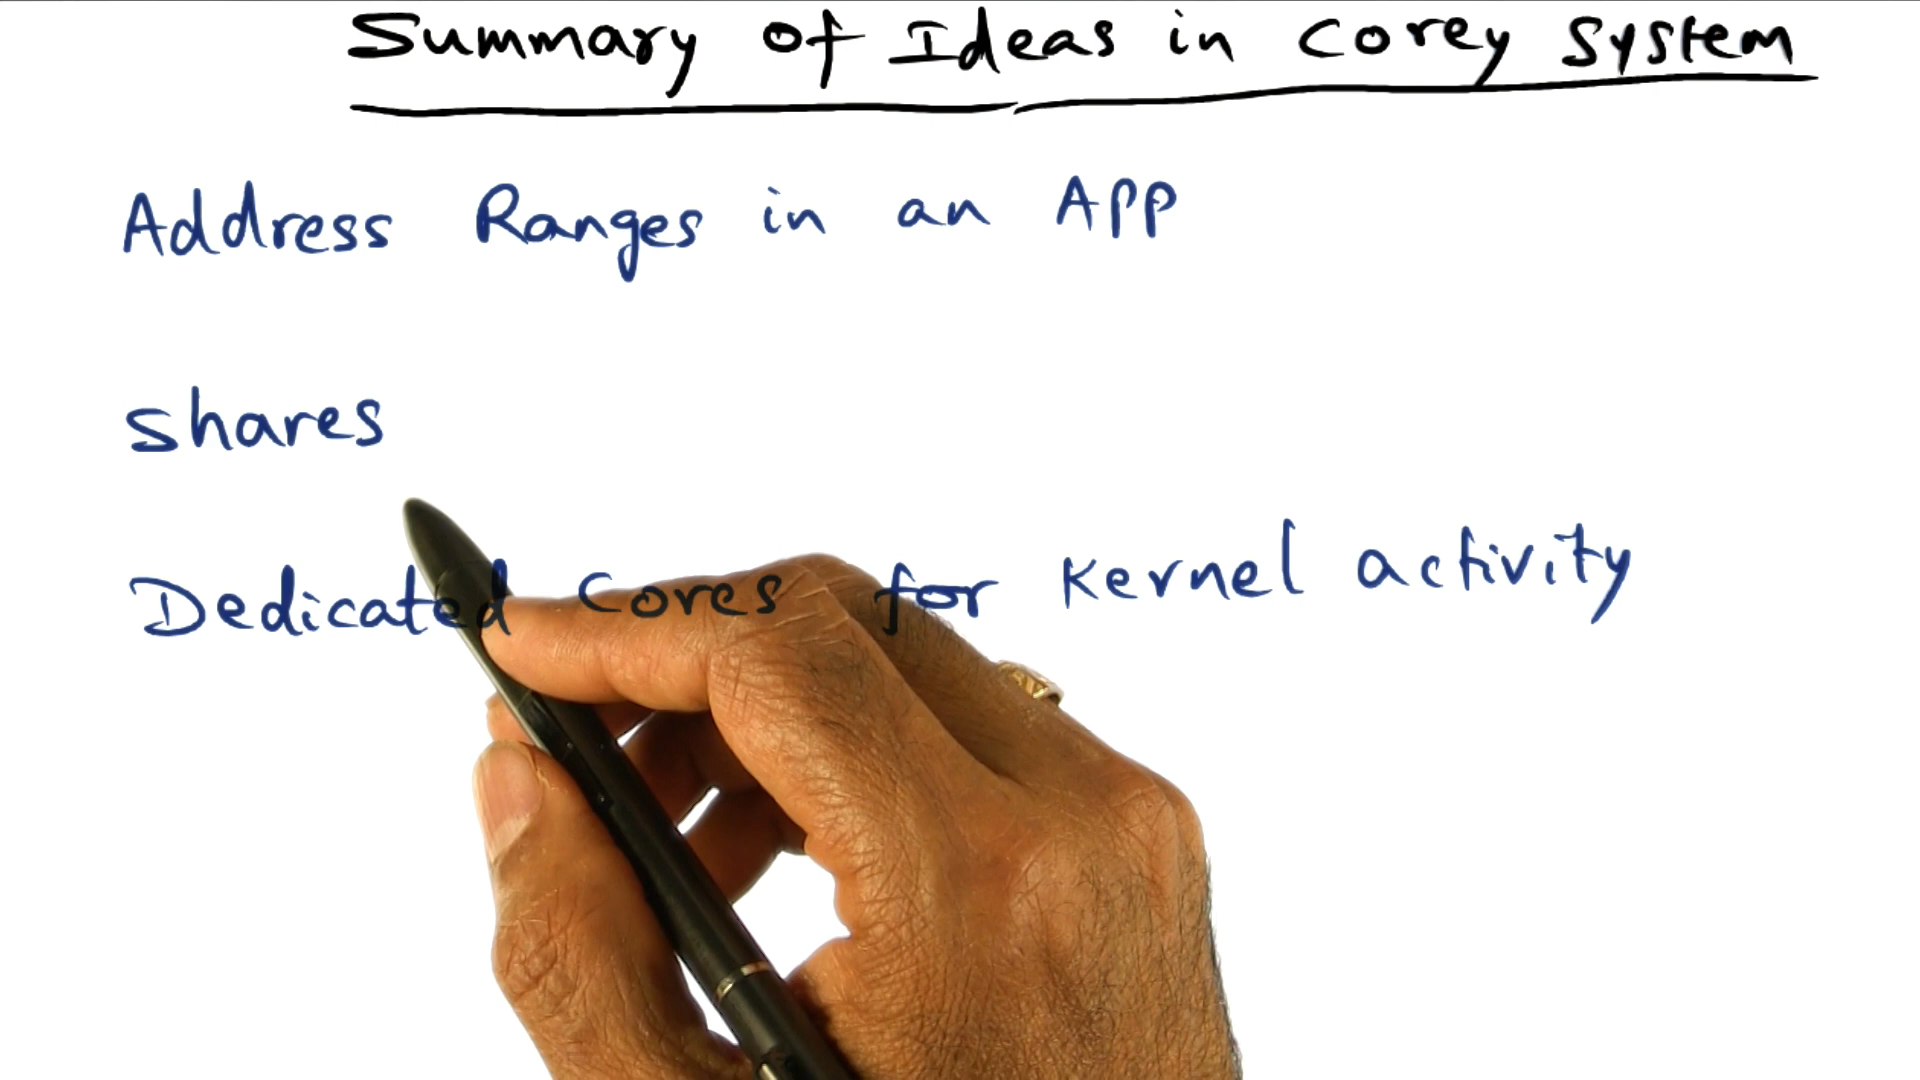 Summary of Ideas in Corey System
Address Ranges in an App
Shares
Dedicated Cores for Kernel activity